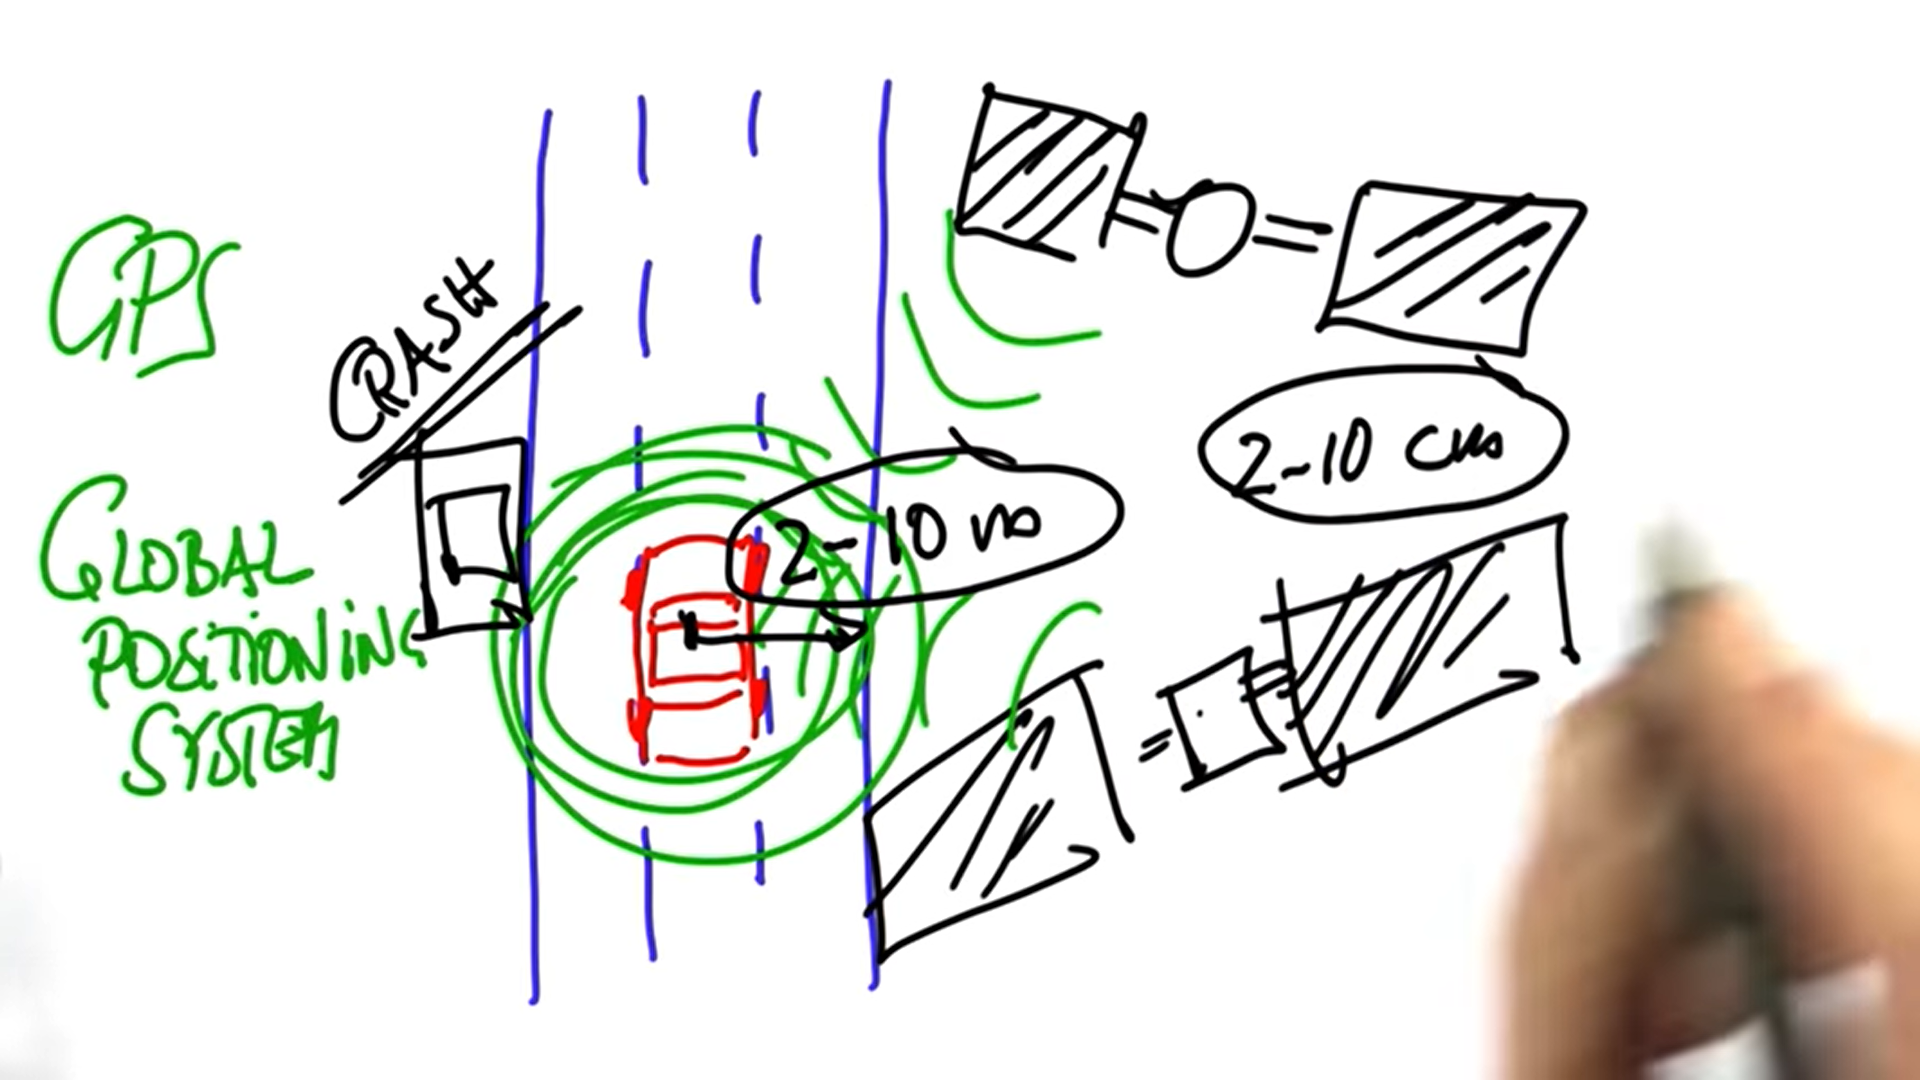 GPS
CRASH
GLOBAL
POSITIONING
SYSTEM
2-10 m
2-10 cm